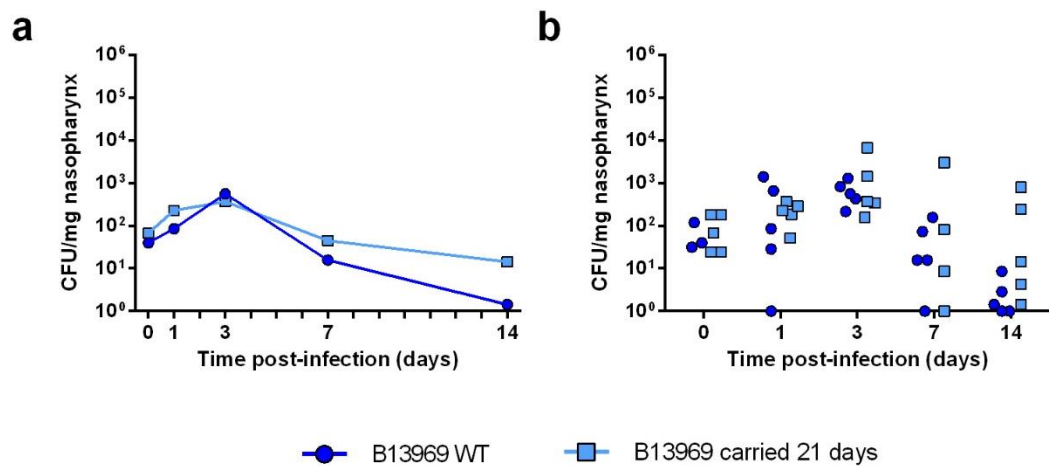 a
CFU/mg nasopharynx
10⁶
10⁵
10⁴
10³
10²
10¹
10⁰
0 1 3 7 14
Time post-infection (days)
b
CFU/mg nasopharynx
10⁶
10⁵
10⁴
10³
10²
10¹
10⁰
0 1 3 7 14
Time post-infection (days)
B13969 WT
B13969 carried 21 days